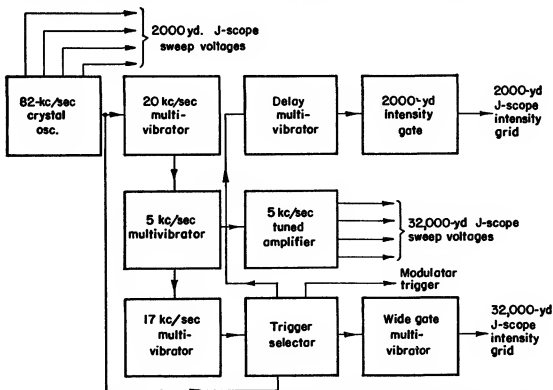 2000 yd. J-scope
sweep voltages
82-kc/sec
crystal
osc.
20 kc/sec
multi-
vibrator
Delay
multi-
vibrator
2000-yd
intensity
gate
2000-yd
J-scope
intensity
grid
5 kc/sec
multivibrator
5 kc/sec
tuned
amplifier
32,000-yd J-scope
sweep voltages
Modulatar
trigger
17 kc/sec
multi-
vibrator
Trigger
selector
Wide gate
multi-
vibrator
32,000-yd
J-scope
intensity
grid